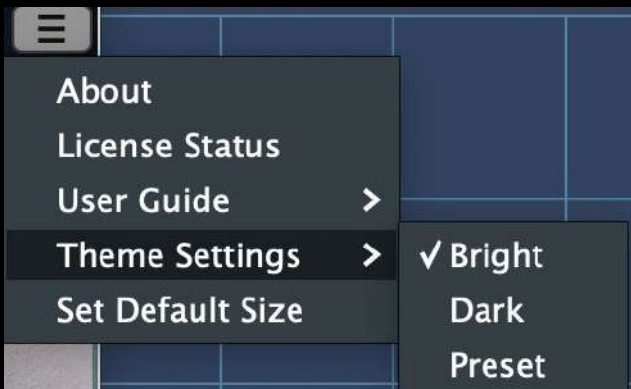 About
License Status
User Guide >
Theme Settings >
✓ Bright
Set Default Size
Dark
Preset